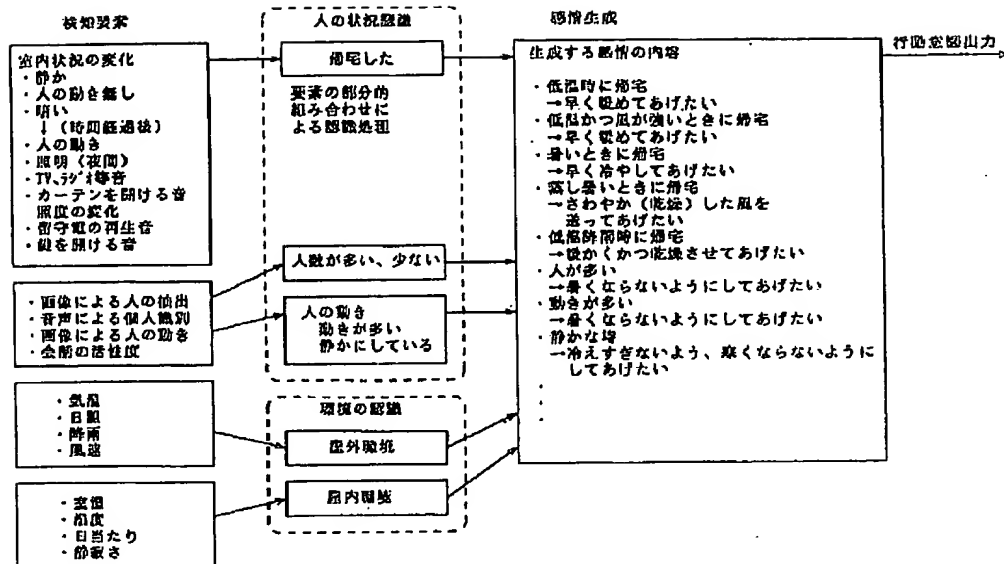 検知要素
室内状況の変化
・静か
・人の動き無し
・明い
↓（時間経過後）
・人の動き
・照明（夜間）
・TV、ラジオ等音
・カーテンを開ける音
照度の変化
・留守電の再生音
・鍵を開ける音
・画像による人の抽出
・音声による個人識別
・画像による人の動き
・会話の活性度
・気温
・日照
・降雨
・風速
・室温
・湿度
・日当たり
・静寂さ
人の状況認識
帰宅した
要素の部分的
組み合わせに
よる認識処理
人数が多い、少ない
人の動き
動きが多い
静かにしている
環境の認識
屋外環境
屋内環境
感情生成
生成する感情の内容
・低温時に帰宅
→早く暖めてあげたい
・低温かつ風が強いときに帰宅
→早く暖めてあげたい
・暑いときに帰宅
→早く冷やしてあげたい
・蒸し暑いときに帰宅
→さわやか（乾燥）した風を
送ってあげたい
・低温降雨時に帰宅
→暖かくかつ乾燥させてあげたい
・人が多い
→暑くならないようにしてあげたい
・動きが多い
→暑くならないようにしてあげたい
・静かな時
→冷えすぎないよう、寒くならないように
してあげたい
・
・
・
行動意図出力